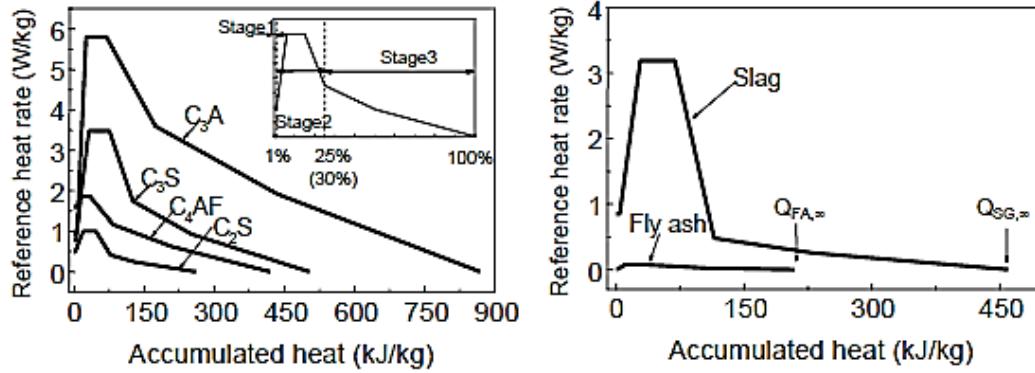 Reference heat rate (W/kg)
6
5
4
3
2
1
0
0 150 300 450 600 750 900
Accumulated heat (kJ/kg)
C₃A
C₃S
C₄AF
C₂S
Stage1
Stage3
Stage2
1% 25% 100%
(30%)
Reference heat rate (W/kg)
4
3
2
1
0
0 150 300 450
Accumulated heat (kJ/kg)
Slag
Fly ash
Q_FA,∞
Q_SG,∞